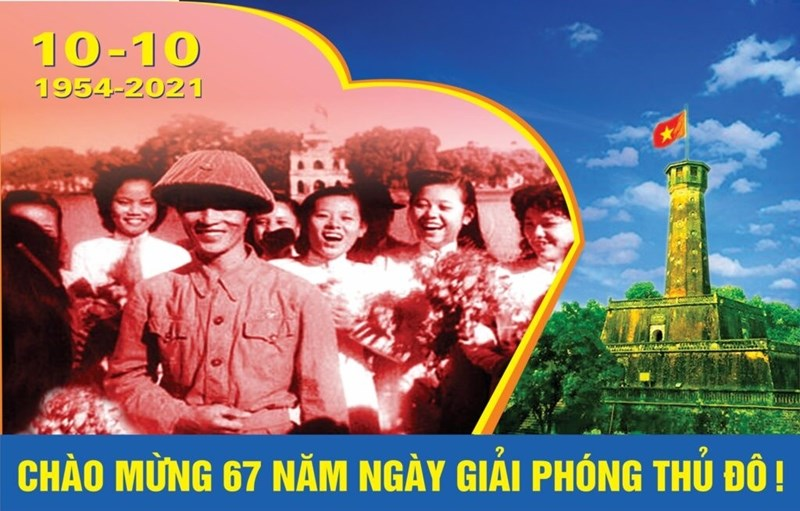 10-10
1954-2021
CHÀO MỪNG 67 NĂM NGÀY GIẢI PHÓNG THỦ ĐÔ !